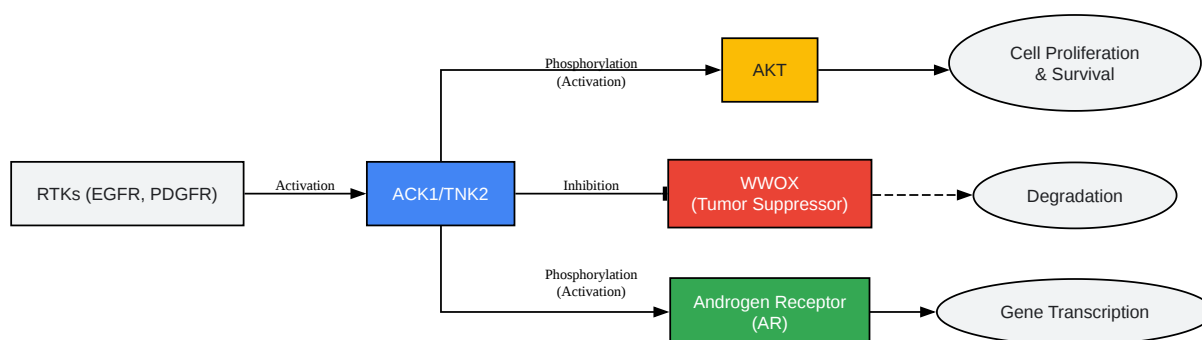 Phosphorylation
(Activation)
AKT
Cell Proliferation
& Survival
RTKs (EGFR, PDGFR)
Activation
ACK1/TNK2
Inhibition
WWOX
(Tumor Suppressor)
Degradation
Phosphorylation
(Activation)
Androgen Receptor
(AR)
Gene Transcription